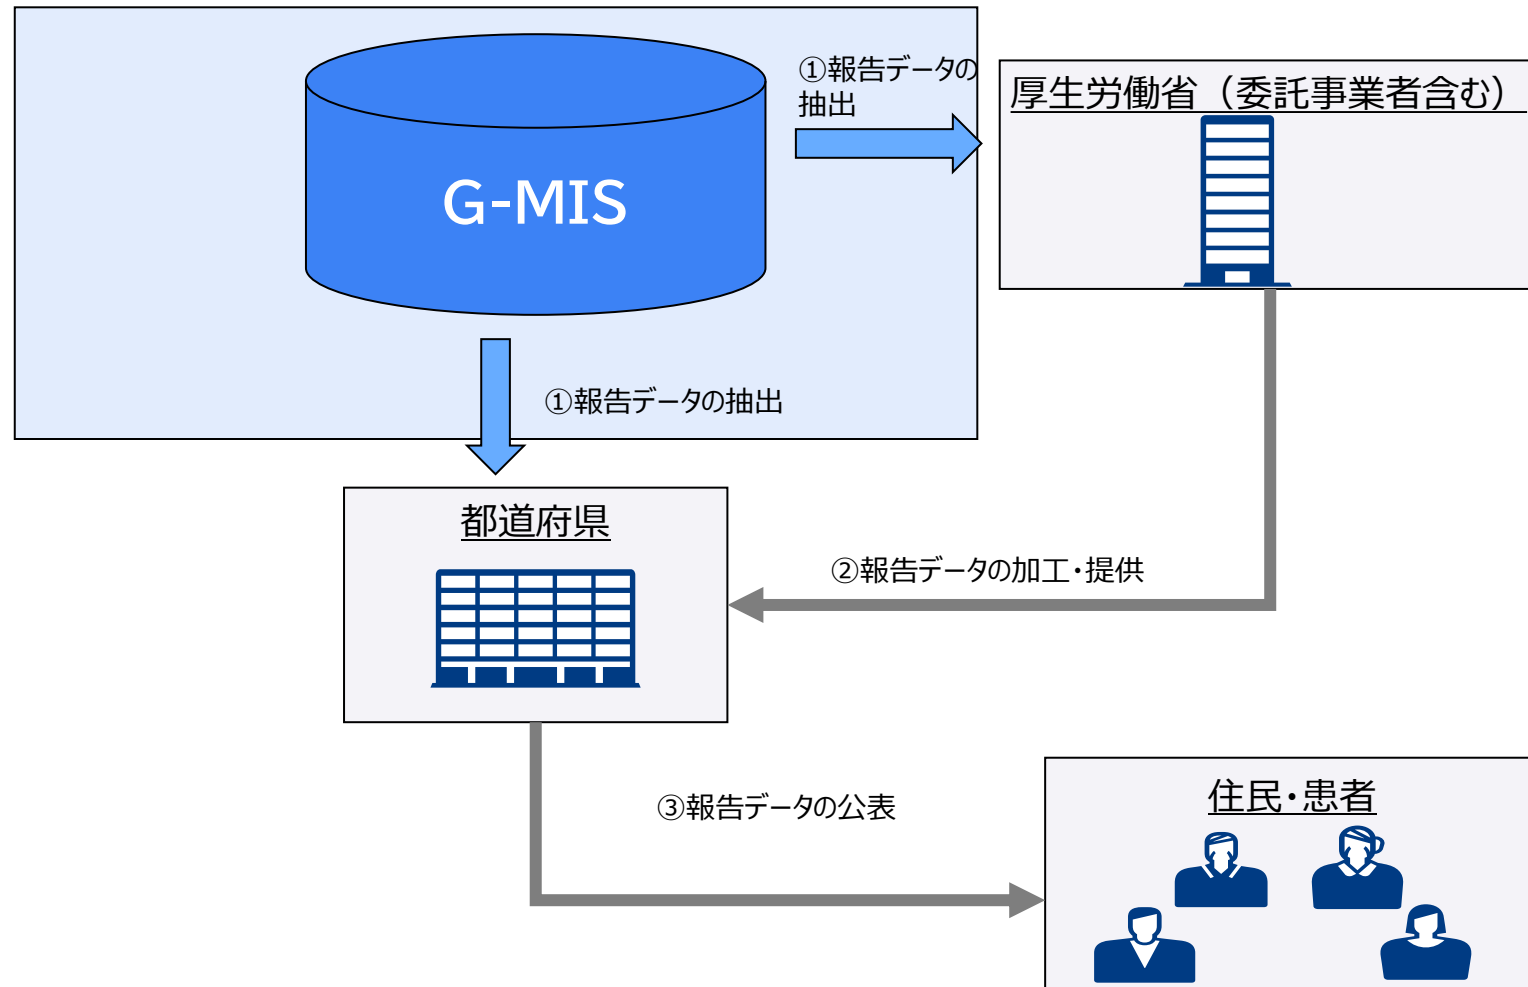 ①報告データの
抽出
厚生労働省（委託事業者含む）
G-MIS
①報告データの抽出
都道府県
②報告データの加工・提供
③報告データの公表
住民・患者